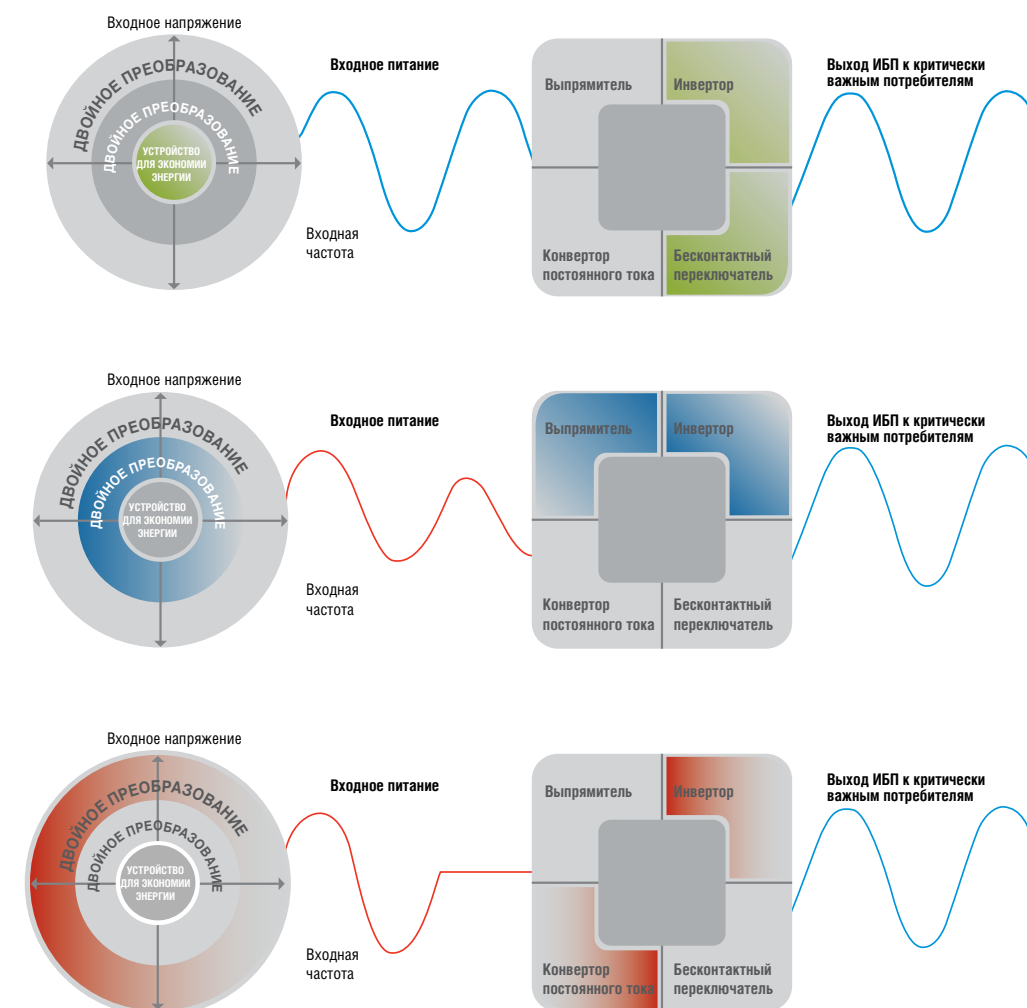 Входное напряжение
ДВОЙНОЕ ПРЕОБРАЗОВАНИЕ
ДВОЙНОЕ ПРЕОБРАЗОВАНИЕ
УСТРОЙСТВО
ДЛЯ ЭКОНОМИИ
ЭНЕРГИИ
Входная
частота
Входное питание
Выпрямитель
Инвертор
Конвертор
постоянного тока
Бесконтактный
переключатель
Выход ИБП к критически
важным потребителям
Входное напряжение
ДВОЙНОЕ ПРЕОБРАЗОВАНИЕ
ДВОЙНОЕ ПРЕОБРАЗОВАНИЕ
УСТРОЙСТВО
ДЛЯ ЭКОНОМИИ
ЭНЕРГИИ
Входная
частота
Входное питание
Выпрямитель
Инвертор
Конвертор
постоянного тока
Бесконтактный
переключатель
Выход ИБП к критически
важным потребителям
Входное напряжение
ДВОЙНОЕ ПРЕОБРАЗОВАНИЕ
ДВОЙНОЕ ПРЕОБРАЗОВАНИЕ
УСТРОЙСТВО
ДЛЯ ЭКОНОМИИ
ЭНЕРГИИ
Входная
частота
Входное питание
Выпрямитель
Инвертор
Конвертор
постоянного тока
Бесконтактный
переключатель
Выход ИБП к критически
важным потребителям